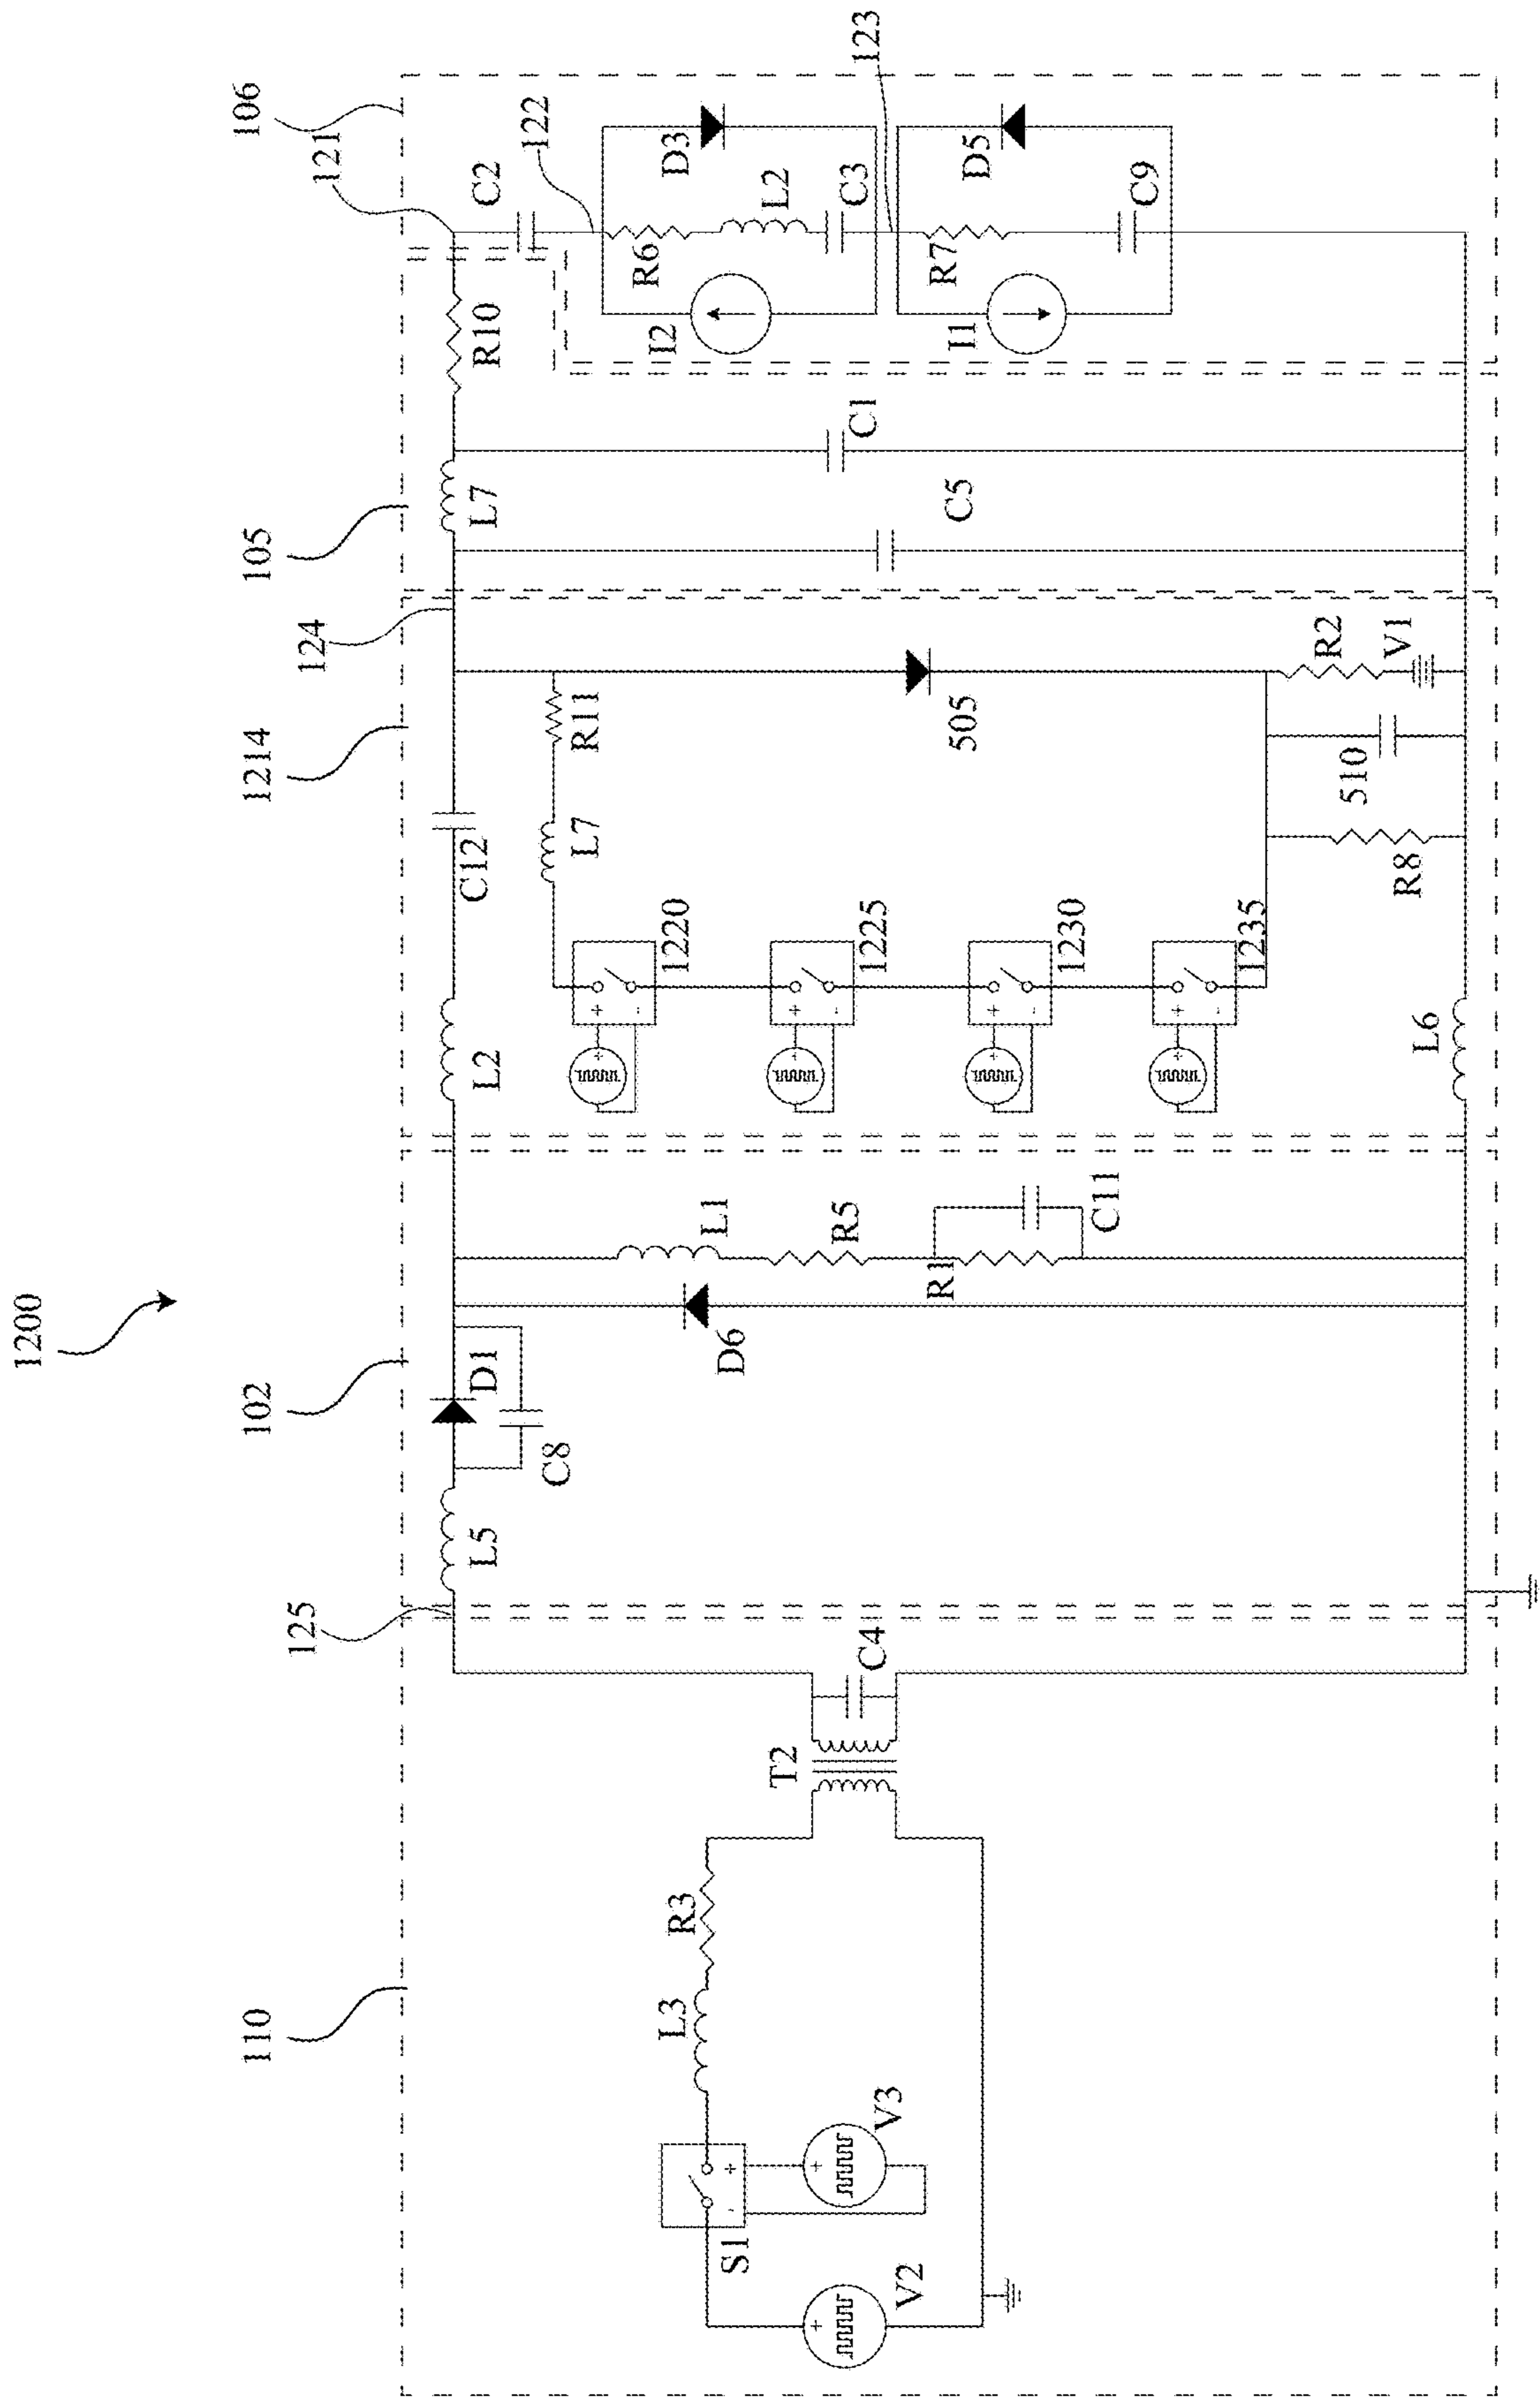 1200
110
102
1214
105
106
125
124
121
122
123
V2
S1
V3
+
-
+
+
L3
R3
T2
C4
L5
D1
C8
D6
L1
R5
R1
C11
L2
C12
L7
R11
1220
+
+
-
1225
+
+
-
1230
+
+
-
1235
+
+
-
505
R8
510
R2
V1
L6
L7
C5
C1
R10
C2
R6
L2
C3
D3
I2
R7
C9
D5
I1